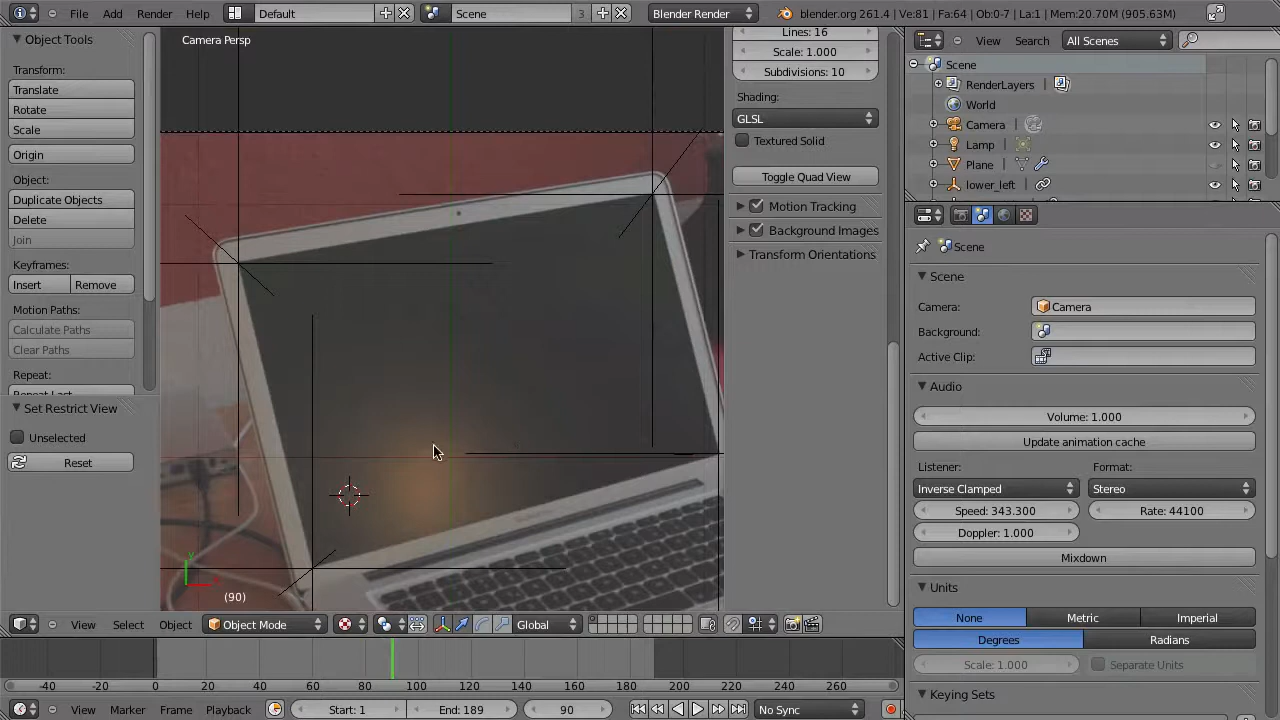 File Add Render Help Default Scene 3 Blender Render blender.org 261.4 | Ve:81 | Fa:64 | Ob:0-7 | La:1 | Mem:20.70M (905.63M)
Object Tools
Transform:
Translate
Rotate
Scale
Origin
Object:
Duplicate Objects
Delete
Join
Keyframes:
Insert Remove
Motion Paths:
Calculate Paths
Clear Paths
Repeat:
Set Restrict View
Unselected
Reset
Camera Persp
y
(90)
Lines: 16
Scale: 1.000
Subdivisions: 10
Shading:
GLSL
Textured Solid
Toggle Quad View
Motion Tracking
Background Images
Transform Orientations
View Select Object Object Mode Global
-40 -20 0 20 40 60 80 100 120 140 160 180 200 220 240 260
View Marker Frame Playback Start: 1 End: 189 90 No Sync
View Search All Scenes
Scene
RenderLayers
World
Camera
Lamp
Plane
lower_left
Scene
Scene
Camera: Camera
Background:
Active Clip:
Audio
Volume: 1.000
Update animation cache
Listener: Format:
Inverse Clamped Stereo
Speed: 343.300 Rate: 44100
Doppler: 1.000
Mixdown
Units
None Metric Imperial
Degrees Radians
Scale: 1.000 Separate Units
Keying Sets